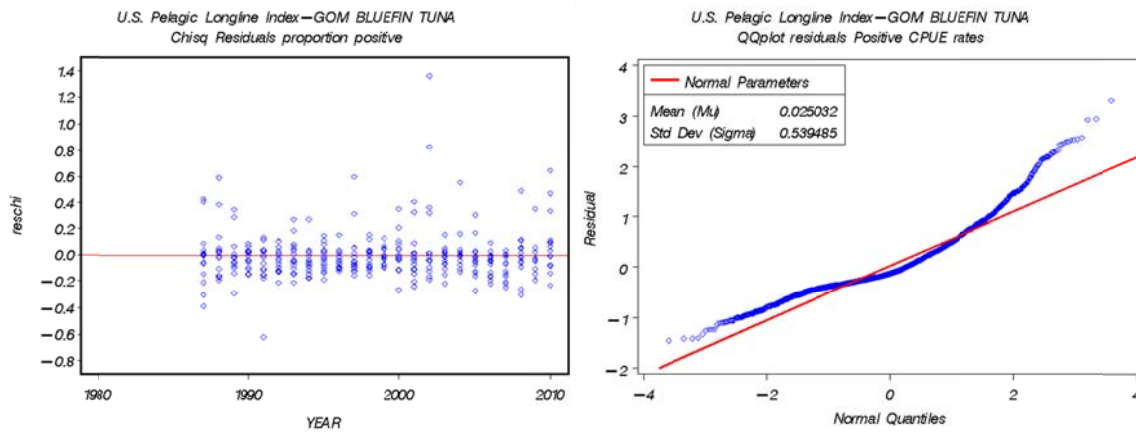 U.S. Pelagic Longline Index—GOM BLUEFIN TUNA
Chisq Residuals proportion positive
reschi
1.4
1.2
1.0
0.8
0.6
0.4
0.2
0.0
−0.2
−0.4
−0.6
−0.8
1980
1990
2000
2010
YEAR
U.S. Pelagic Longline Index—GOM BLUEFIN TUNA
QQplot residuals Positive CPUE rates
Normal Parameters
Mean (Mu) 0.025032
Std Dev (Sigma) 0.539485
Residual
4
3
2
1
0
−1
−2
−4
−2
0
2
4
Normal Quantiles